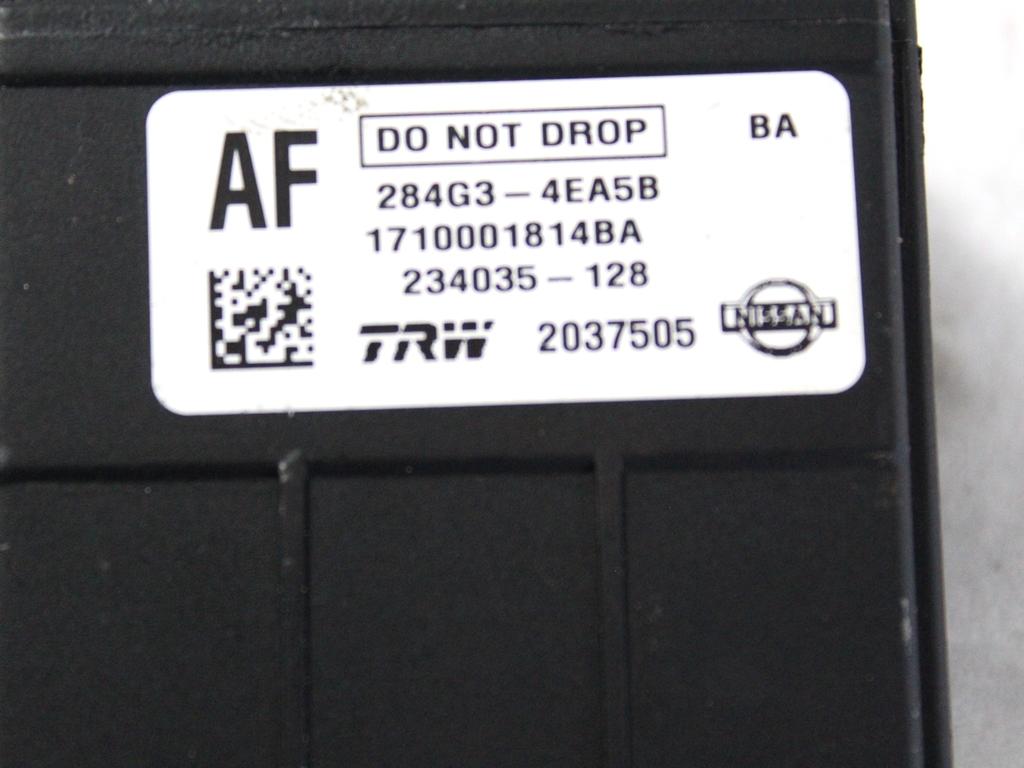 AF
DO NOT DROP
BA
284G3-4EA5B
1710001814BA
234035-128
TRW 2037505
NISSAN